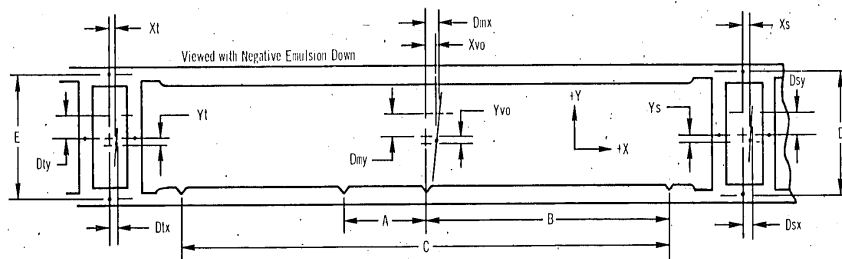 Dmx
Xt
Xvo
Xs
Viewed with Negative Emulsion Down
Dsy
+Y
Yt
Yvo
Ys
E
D
+X
Dty
Dmy
A
B
Dtx
Dsx
C